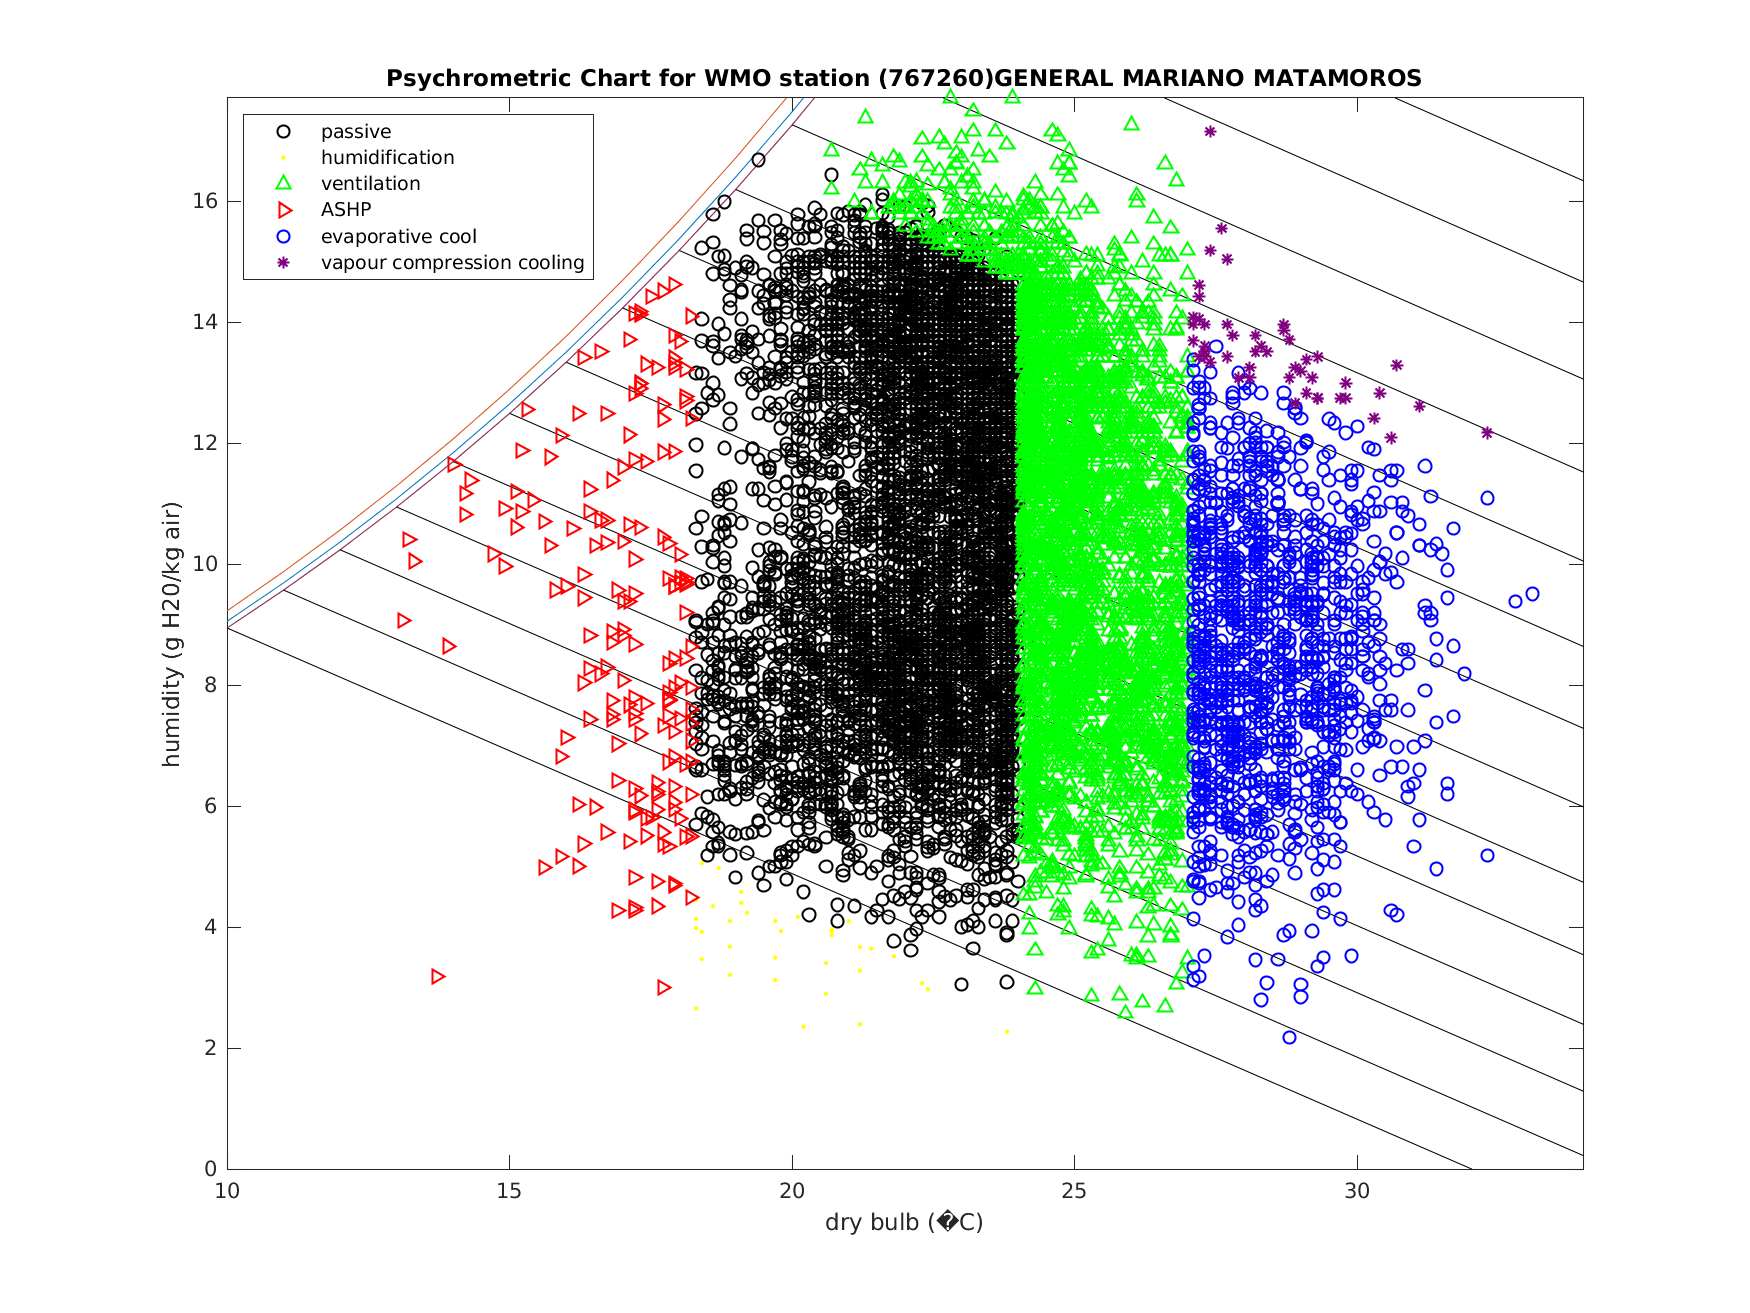 Psychrometric Chart for WMO station (767260)GENERAL MARIANO MATAMOROS
passive
humidification
ventilation
ASHP
evaporative cool
vapour compression cooling
humidity (g H20/kg air)
16
14
12
10
8
6
4
2
0
10 15 20 25 30
dry bulb (�C)